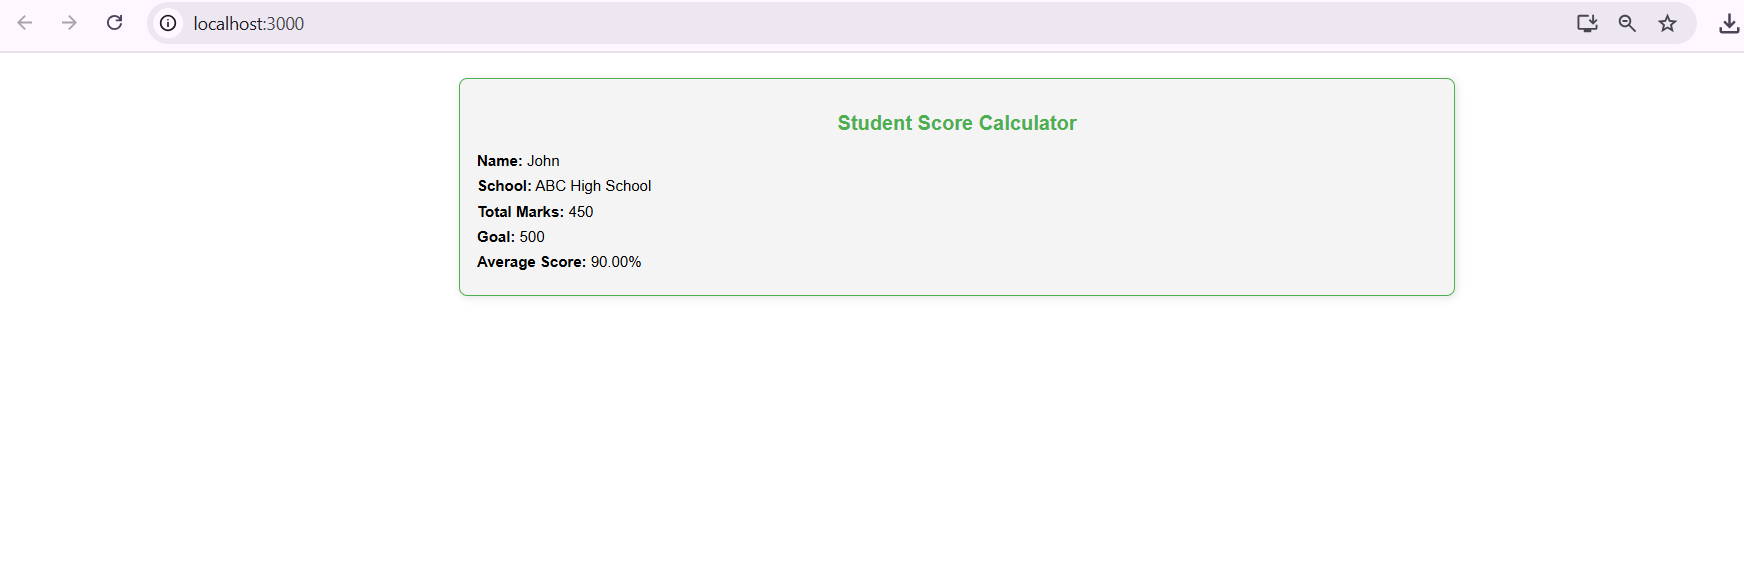 localhost:3000
Student Score Calculator
Name: John
School: ABC High School
Total Marks: 450
Goal: 500
Average Score: 90.00%